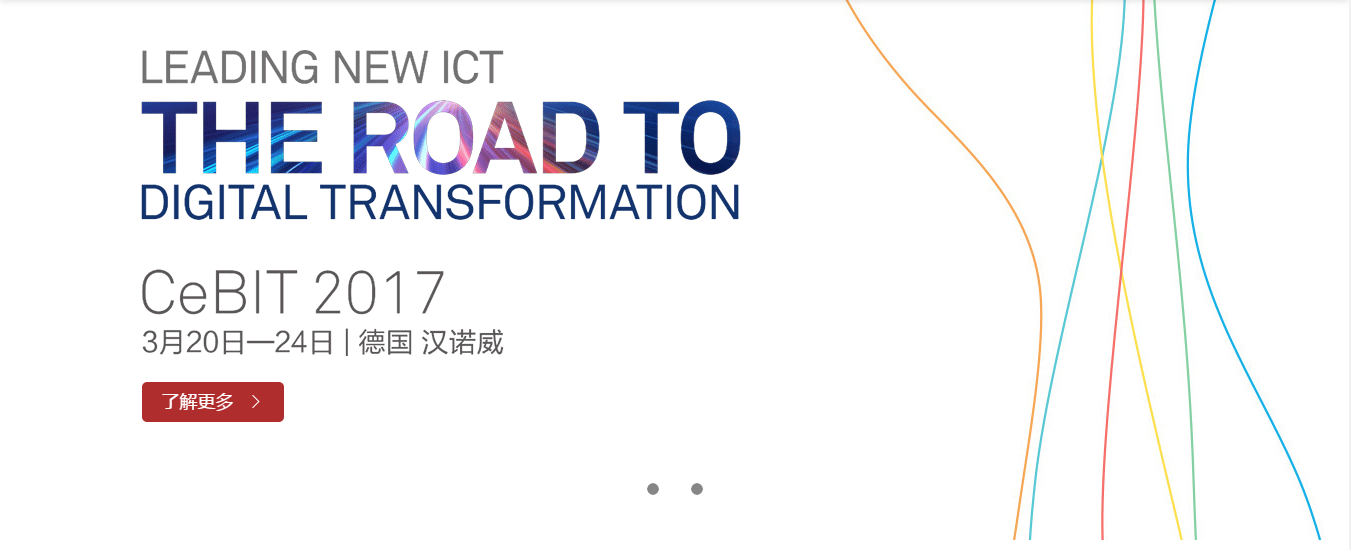 LEADING NEW ICT
THE ROAD TO
DIGITAL TRANSFORMATION
CeBIT 2017
3月20日—24日 | 德国 汉诺威
了解更多 >